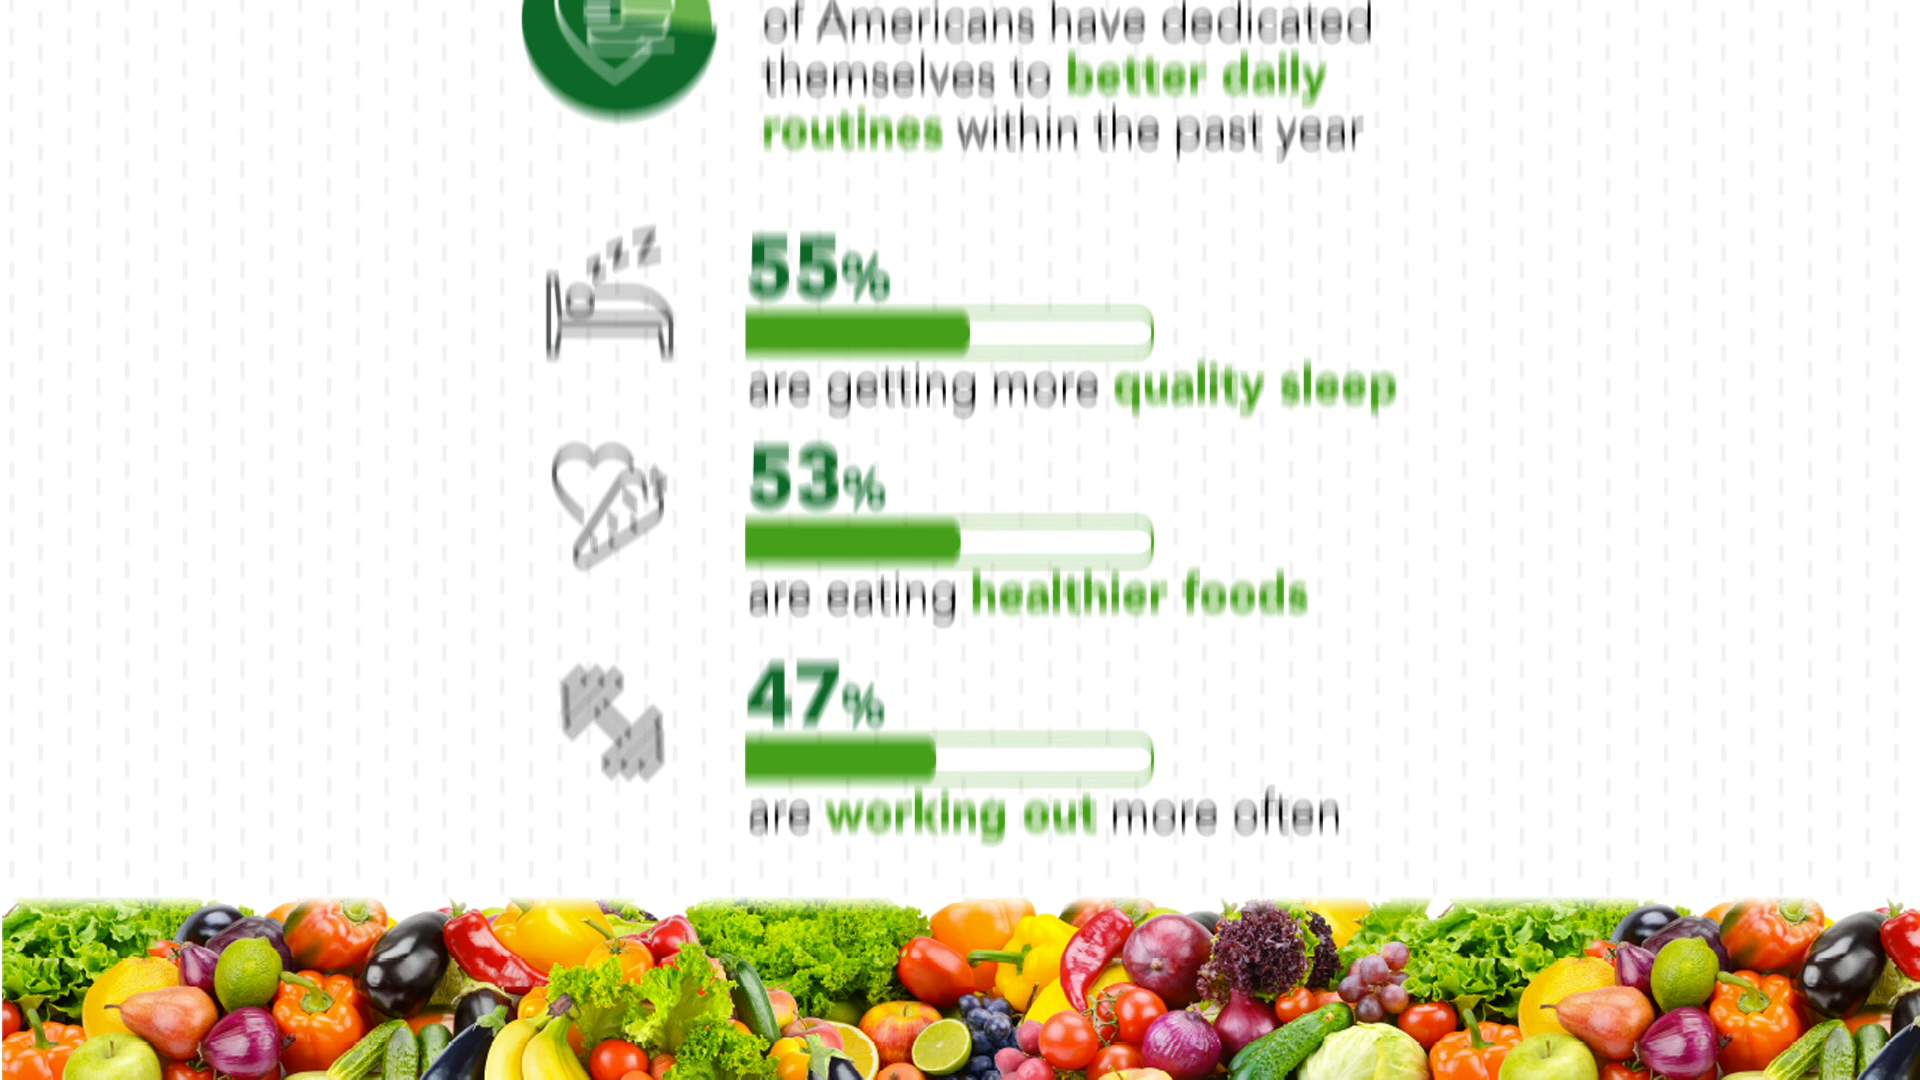 of Americans have dedicated
themselves to better daily
routines within the past year
55%
are getting more quality sleep
53%
are eating healthier foods
47%
are working out more often